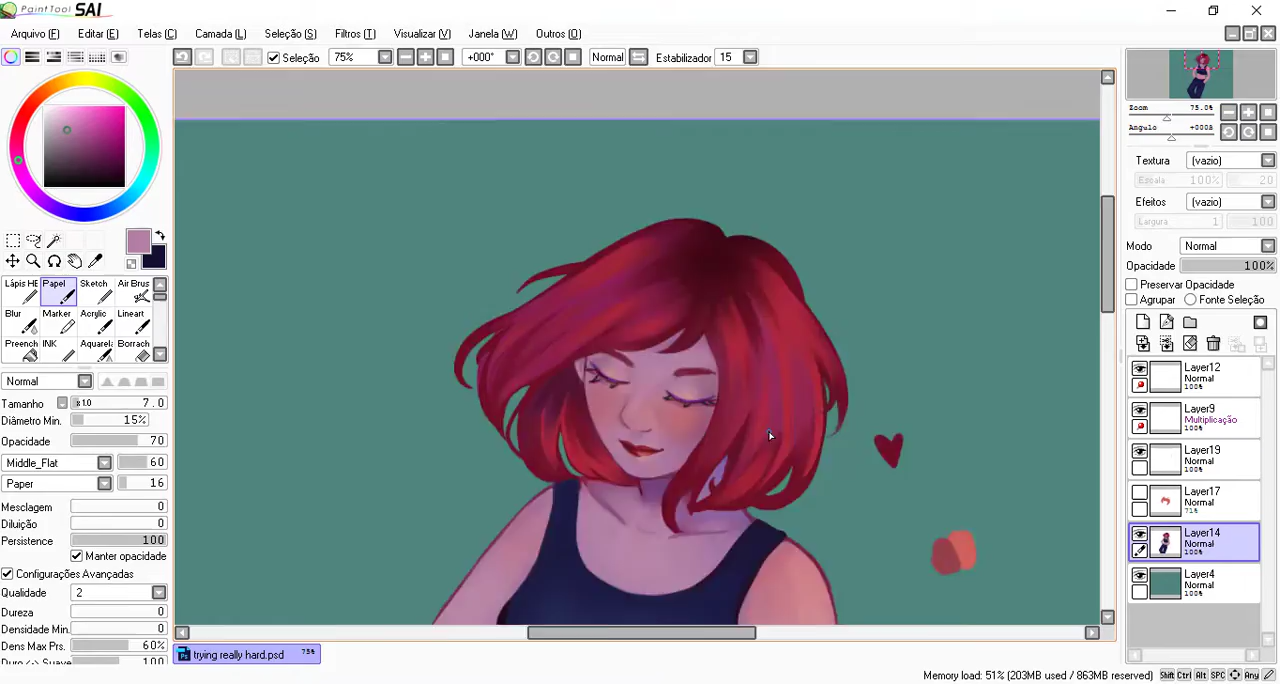 PaintTool SAI
Arquivo(F) Editar(E) Telas(C) Camada(L) Seleção(S) Filtros(T) Visualizar(V) Janela(W) Outros(O)
Seleção 75% +000° Normal Estabilizador 15
Zoom 75.0%
Angulo +000R
Textura (vazio)
Escala 100% 20
Efeitos (vazio)
Largura 1 100
Modo Normal
Opacidade 100%
Preservar Opacidade
Agrupar Fonte Seleção
Lápis HE Papel Sketch Air Brus
Blur Marker Acrylic Lineart
Preench INK Aquarela Borrach
Normal
Tamanho x1.0 7.0
Diâmetro Min. 15%
Opacidade 70
Middle_Flat 60
Paper 16
Mesclagem 0
Diluição 0
Persistence 100
Manter opacidade
Configurações Avançadas
Qualidade 2
Dureza 0
Densidade Min. 0
Dens Max Prs. 60%
Duro <-> Suave 100
Layer12
Normal
100%
Layer9
Multiplicação
100%
Layer19
Normal
100%
Layer17
Normal
71%
Layer14
Normal
100%
Layer4
Normal
100%
trying really hard.psd 75%
Memory load: 51% (203MB used / 863MB reserved) Shift Ctrl Alt SPC Any